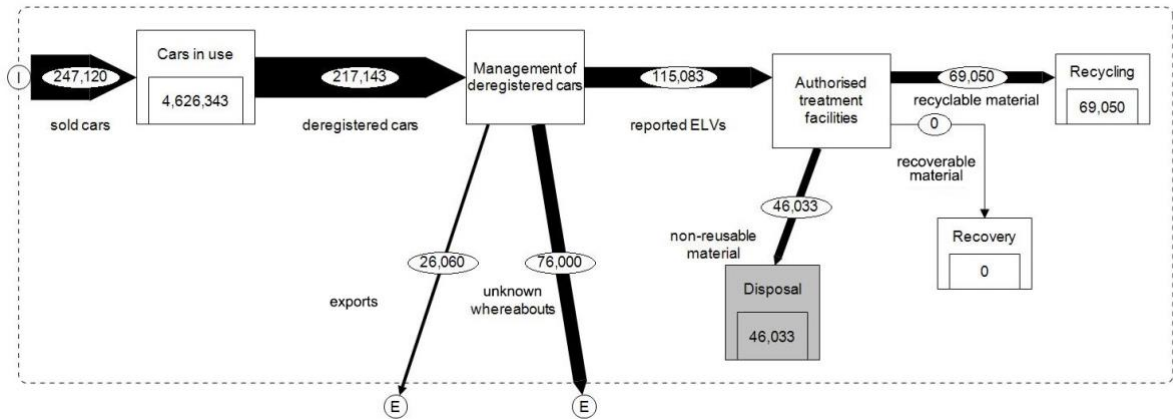 I
247,120
sold cars
Cars in use
4,626,343
217,143
deregistered cars
Management of
deregistered cars
115,083
reported ELVs
Authorised
treatment
facilities
69,050
recyclable material
Recycling
69,050
0
recoverable
material
Recovery
0
46,033
non-reusable
material
Disposal
46,033
26,060
exports
76,000
unknown
whereabouts
E
E